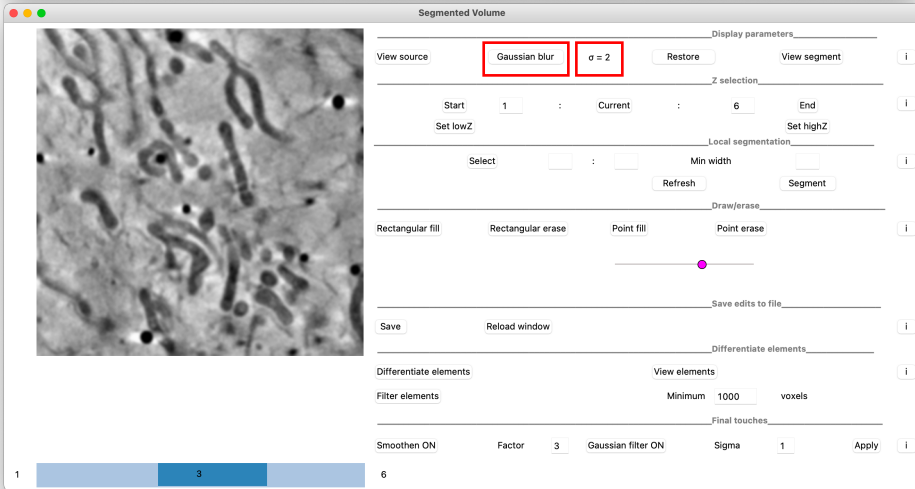 Segmented Volume
Display parameters
View source Gaussian blur σ = 2 Restore View segment i
Z selection
Start 1 : Current : 6 End i
Set lowZ Set highZ
Local segmentation
Select : Min width i
Refresh Segment
Draw/erase
Rectangular fill Rectangular erase Point fill Point erase i
Save edits to file
Save Reload window i
Differentiate elements
Differentiate elements View elements i
Filter elements Minimum 1000 voxels
Final touches
Smoothen ON Factor 3 Gaussian filter ON Sigma 1 Apply i
1 3 6